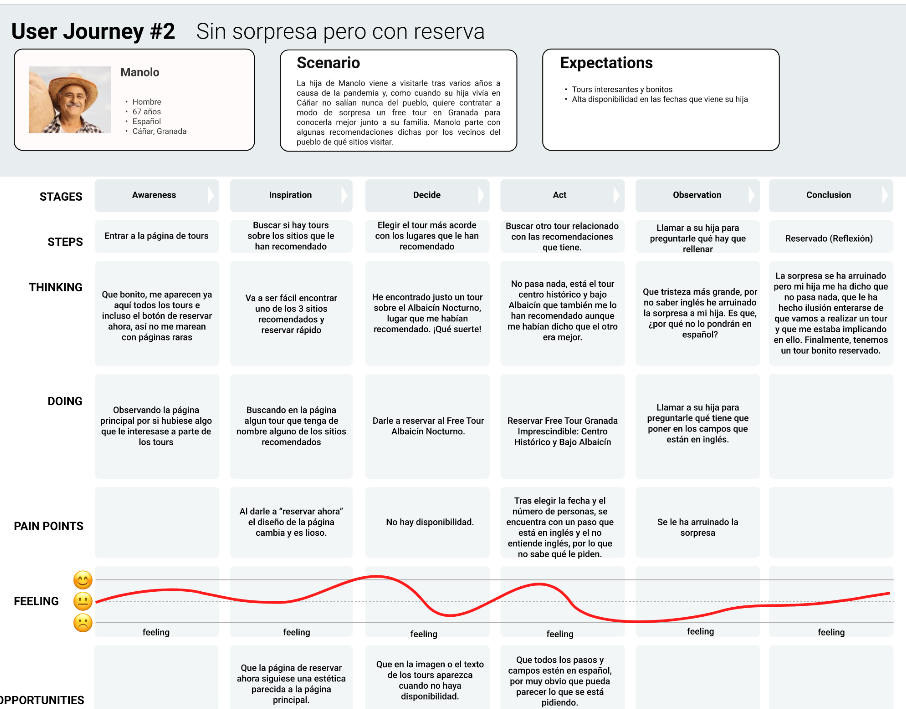 User Journey #2 Sin sorpresa pero con reserva
Manolo
• Hombre
• 67 años
• Español
• Cáñar, Granada
Scenario
La hija de Manolo viene a visitarle tras varios años a
causa de la pandemia y, como cuando su hija vivía en
Cáñar no salían nunca del pueblo, quiere contratar a
modo de sorpresa un free tour en Granada para
conocerla mejor junto a su familia. Manolo parte con
algunas recomendaciones dichas por los vecinos del
pueblo de qué sitios visitar.
Expectations
• Tours interesantes y bonitos
• Alta disponibilidad en las fechas que viene su hija
STAGES
Awareness
Inspiration
Decide
Act
Observation
Conclusion
STEPS
Entrar a la página de tours
Buscar si hay tours
sobre los sitios que le
han recomendado
Elegir el tour más acorde
con los lugares que le han
recomendado
Buscar otro tour relacionado
con las recomendaciones
que tiene.
Llamar a su hija para
preguntarle qué hay que
rellenar
Reservado (Reflexión)
THINKING
Que bonito, me aparecen ya
aquí todos los tours e
incluso el botón de reservar
ahora, así no me marean
con páginas raras
Va a ser fácil encontrar
uno de los 3 sitios
recomendados y
reservar rápido
He encontrado justo un tour
sobre el Albaicín Nocturno,
lugar que me habían
recomendado. ¡Qué suerte!
No pasa nada, está el tour
centro histórico y bajo
Albaicín que también me lo
han recomendado aunque
me habían dicho que el otro
era mejor.
Que tristeza más grande, por
no saber inglés he arruinado
la sorpresa a mi hija. Es que,
¿por qué no lo pondrán en
español?
La sorpresa se ha arruinado
pero mi hija me ha dicho que
no pasa nada, que le ha
hecho ilusión enterarse de
que vamos a realizar un tour
y que me estaba implicando
en ello. Finalmente, tenemos
un tour bonito reservado.
DOING
Observando la página
principal por si hubiese algo
que le interesase a parte de
los tours
Buscando en la página
algun tour que tenga de
nombre alguno de los sitios
recomendados
Darle a reservar al Free Tour
Albaicín Nocturno.
Reservar Free Tour Granada
Imprescindible: Centro
Histórico y Bajo Albaicín
Llamar a su hija para
preguntarle qué tiene que
poner en los campos que
están en inglés.
PAIN POINTS
Al darle a “reservar ahora”
el diseño de la página
cambia y es lioso.
No hay disponibilidad.
Tras elegir la fecha y el
número de personas, se
encuentra con un paso que
está en inglés y el no
entiende inglés, por lo que
no sabe qué le piden.
Se le ha arruinado la
sorpresa
FEELING
feeling
feeling
feeling
feeling
feeling
feeling
OPPORTUNITIES
Que la página de reservar
ahora siguiese una estética
parecida a la página
principal.
Que en la imagen o el texto
de los tours aparezca
cuando no haya
disponibilidad.
Que todos los pasos y
campos estén en español,
por muy obvio que pueda
parecer lo que se está
pidiendo.